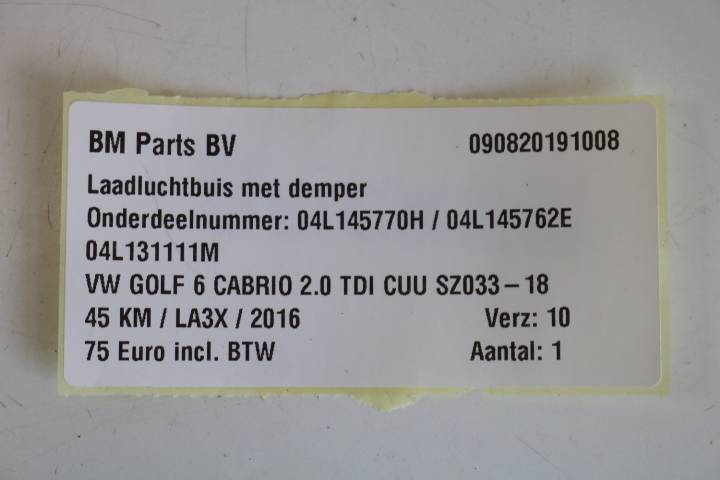 BM Parts BV 090820191008
Laadluchtbuis met demper
Onderdeelnummer: 04L145770H / 04L145762E
04L131111M
VW GOLF 6 CABRIO 2.0 TDI CUU SZ033-18
45 KM / LA3X / 2016 Verz: 10
75 Euro incl. BTW Aantal: 1